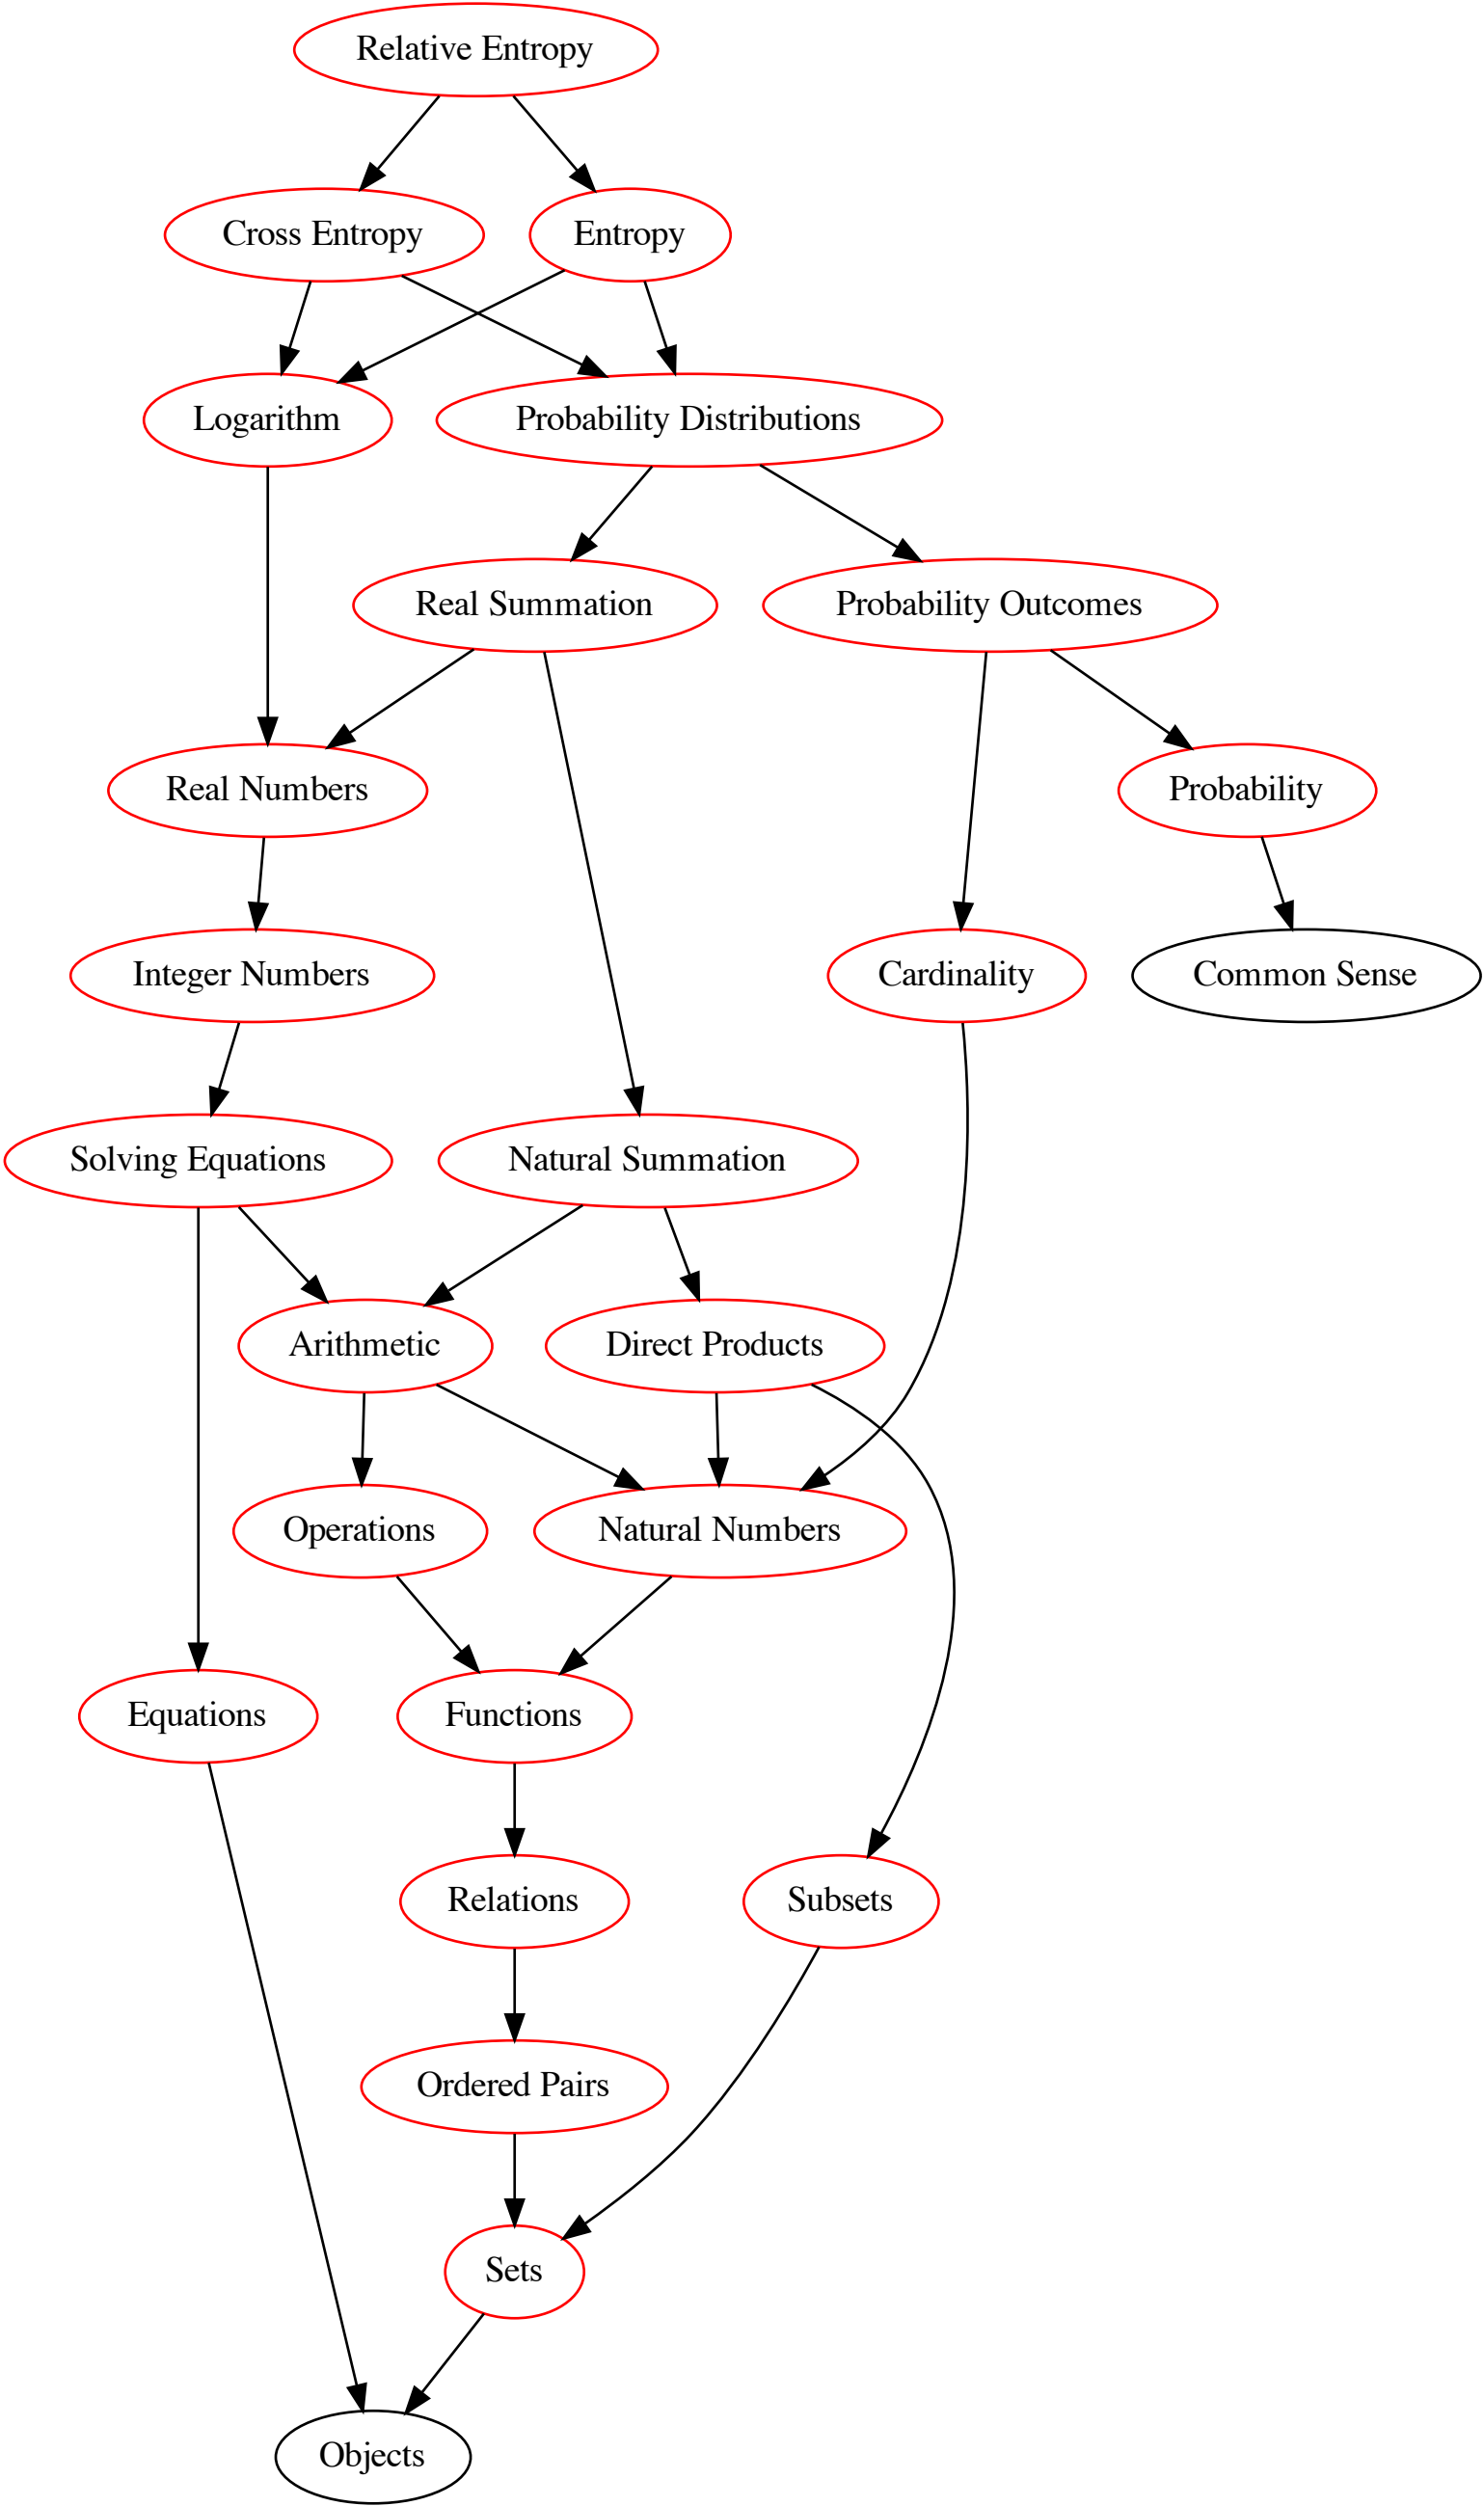 Relative Entropy
Cross Entropy
Entropy
Logarithm
Probability Distributions
Real Summation
Probability Outcomes
Real Numbers
Probability
Integer Numbers
Cardinality
Common Sense
Solving Equations
Natural Summation
Arithmetic
Direct Products
Operations
Natural Numbers
Equations
Functions
Relations
Subsets
Ordered Pairs
Sets
Objects